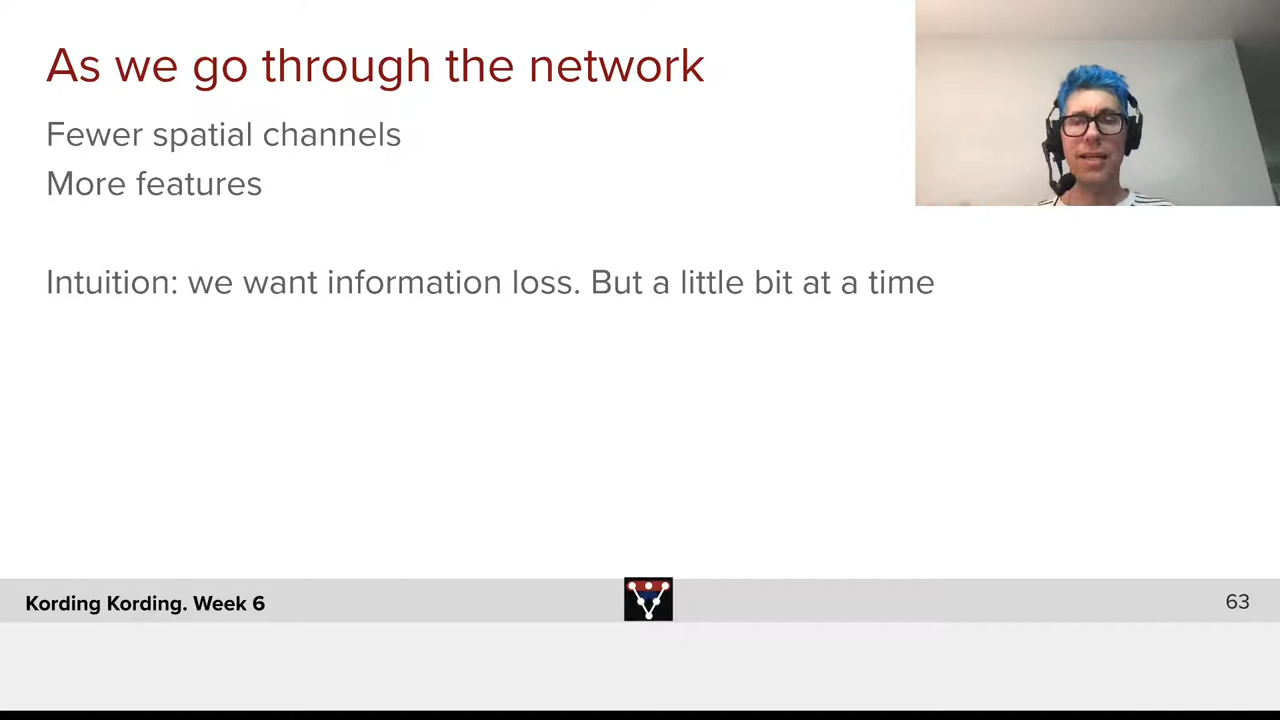 As we go through the network
Fewer spatial channels
More features
Intuition: we want information loss. But a little bit at a time
Kording Kording. Week 6
63